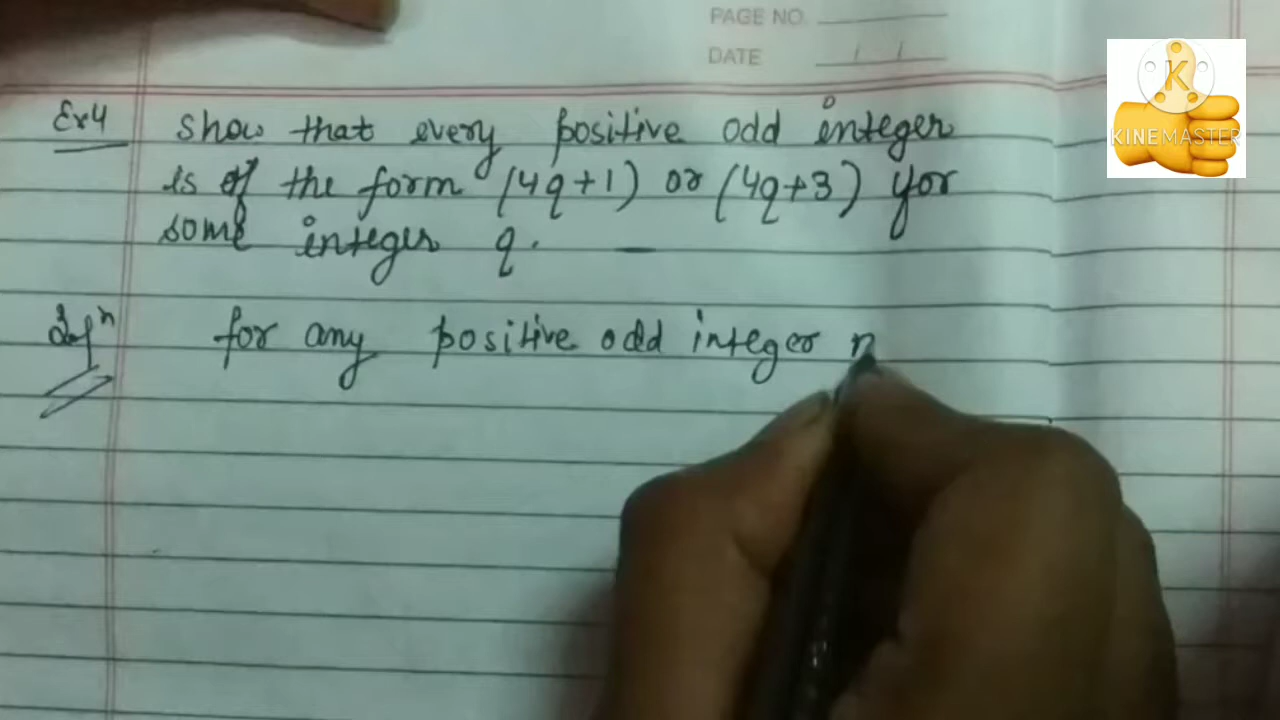 PAGE NO.
DATE / /
KINEMASTER
Ex4 Show that every positive odd integer
is of the form (4q+1) or (4q+3) for
some integer q.
Solⁿ for any positive odd integer n